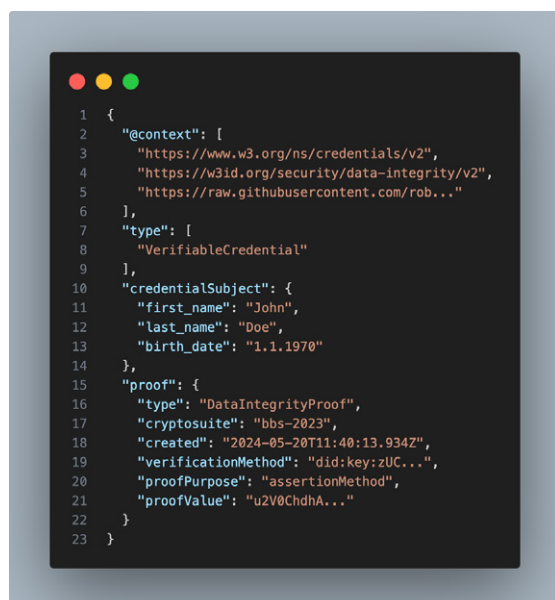 1 {
2   "@context": [
3     "https://www.w3.org/ns/credentials/v2",
4     "https://w3id.org/security/data-integrity/v2",
5     "https://raw.githubusercontent.com/rob..."
6   ],
7   "type": [
8     "VerifiableCredential"
9   ],
10   "credentialSubject": {
11     "first_name": "John",
12     "last_name": "Doe",
13     "birth_date": "1.1.1970"
14   },
15   "proof": {
16     "type": "DataIntegrityProof",
17     "cryptosuite": "bbs-2023",
18     "created": "2024-05-20T11:40:13.934Z",
19     "verificationMethod": "did:key:zUC...",
20     "proofPurpose": "assertionMethod",
21     "proofValue": "u2V0ChdhA..."
22   }
23 }